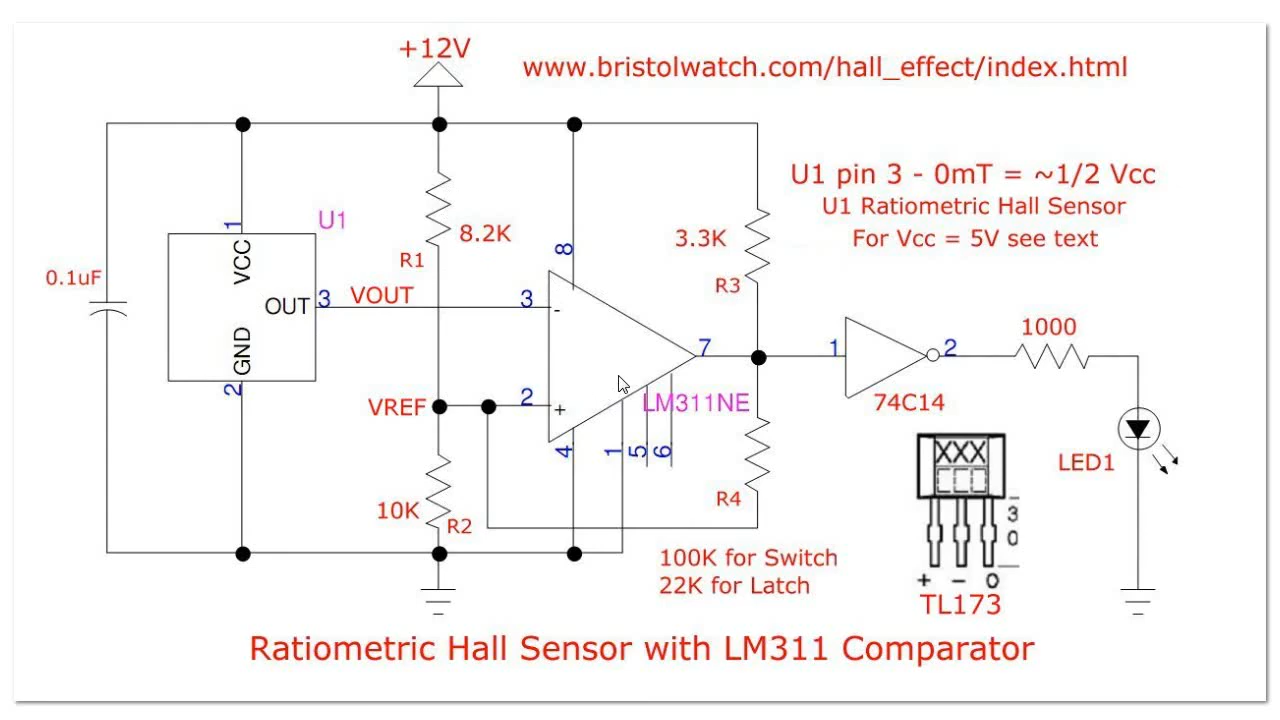 +12V
www.bristolwatch.com/hall_effect/index.html
U1 pin 3 - 0mT = ~1/2 Vcc
U1 Ratiometric Hall Sensor
For Vcc = 5V see text
U1
1
VCC
OUT
3
VOUT
GND
2
0.1uF
8.2K
R1
8
3.3K
R3
3
-
7
1
2
1000
VREF
2
+
LM311NE
74C14
4
1
5
6
LED1
10K
R2
R4
XXX
30
100K for Switch
22K for Latch
+ - O
TL173
Ratiometric Hall Sensor with LM311 Comparator